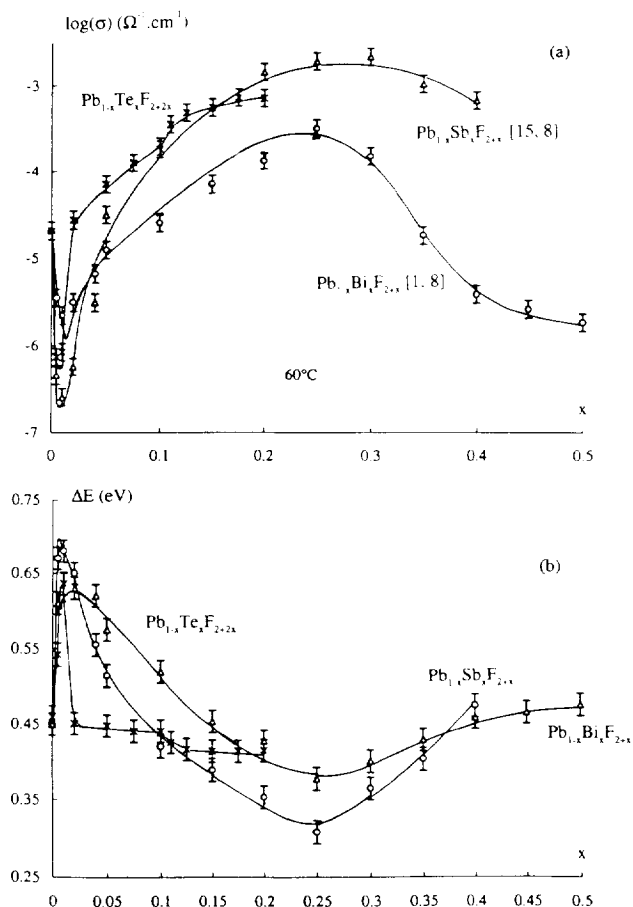 log(σ) (Ω⁻¹.cm⁻¹)
(a)
-3
Pb₁₋ₓTeₓF₂₊₂ₓ
Pb₁₋ₓSbₓF₂₊ₓ [15, 8]
-4
-5
Pb₁₋ₓBiₓF₂₊ₓ [1, 8]
-6
60°C
x
-7
0 0.1 0.2 0.3 0.4 0.5
0.75
ΔE (eV)
(b)
0.65
Pb₁₋ₓTeₓF₂₊₂ₓ
0.55
Pb₁₋ₓSbₓF₂₊ₓ
0.45
Pb₁₋ₓBiₓF₂₊ₓ
0.35
x
0.25
0 0.05 0.1 0.15 0.2 0.25 0.3 0.35 0.4 0.45 0.5